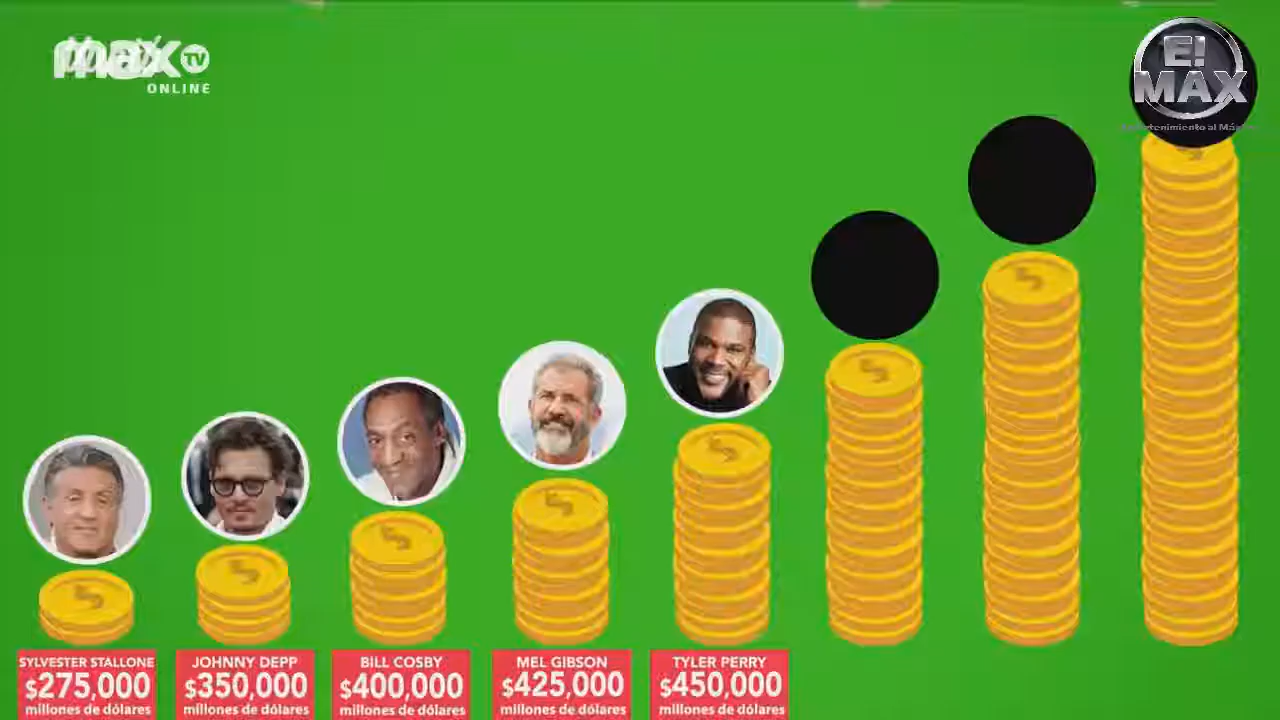 max TV
ONLINE
E!
MAX
SYLVESTER STALLONE
$275,000
millones de dólares
JOHNNY DEPP
$350,000
millones de dólares
BILL COSBY
$400,000
millones de dólares
MEL GIBSON
$425,000
millones de dólares
TYLER PERRY
$450,000
millones de dólares